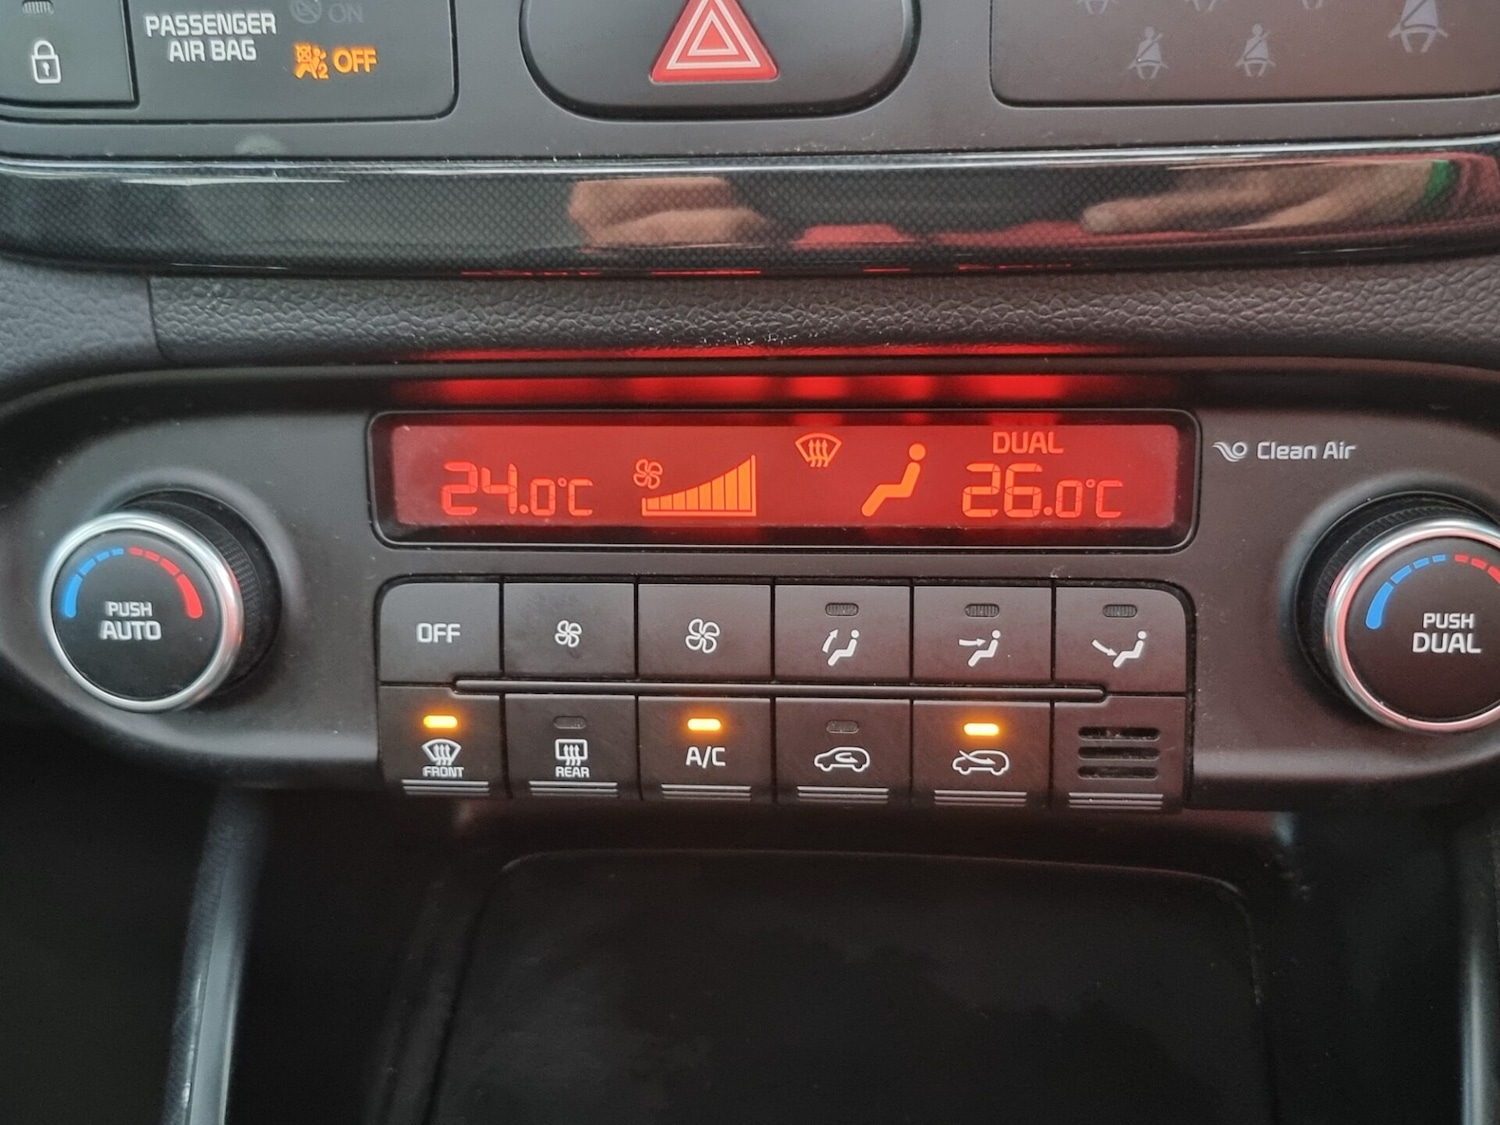 PASSENGER
AIR BAG
ON
OFF
24.0°C
DUAL
26.0°C
Clean Air
PUSH
AUTO
OFF
PUSH
DUAL
FRONT
REAR
A/C